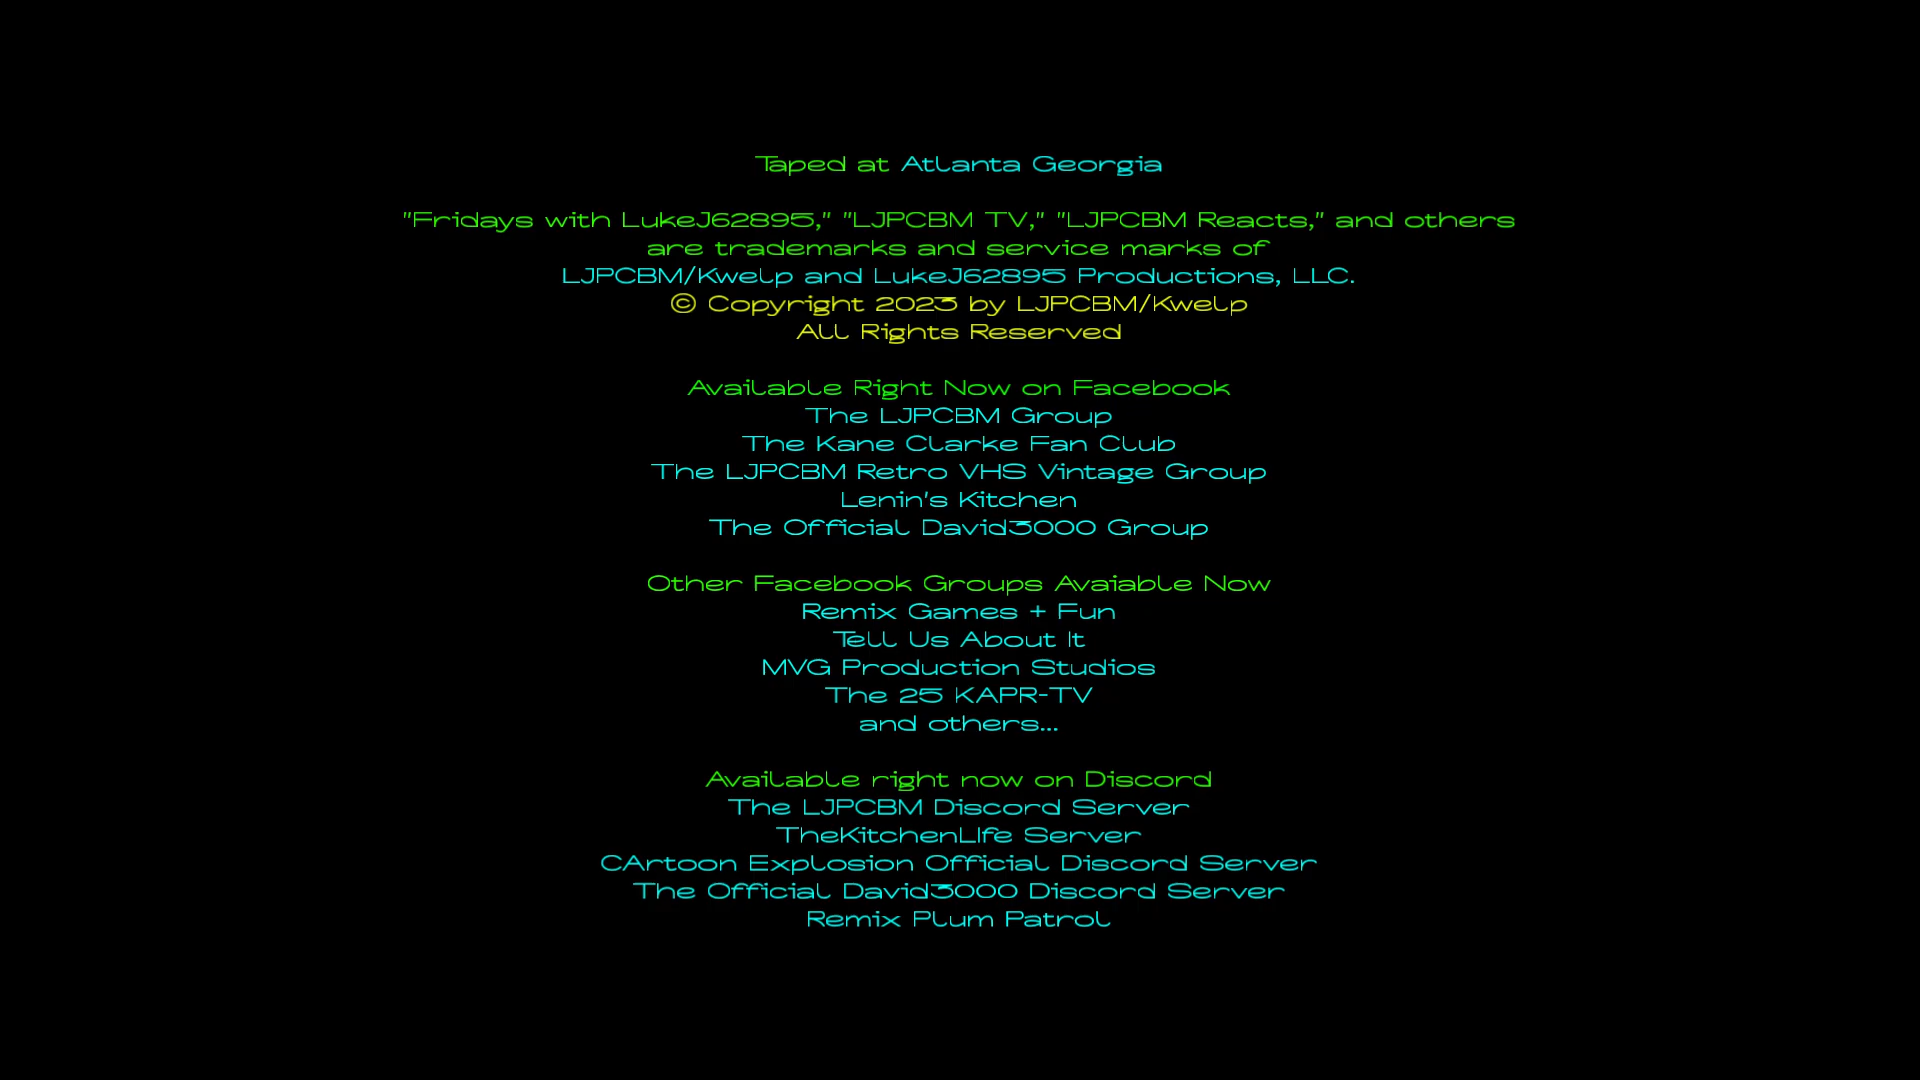 Taped at Atlanta Georgia
"Fridays with LukeJ62895," "LJPCBM TV," "LJPCBM Reacts," and others
are trademarks and service marks of
LJPCBM/Kwelp and LukeJ62895 Productions, LLC.
© Copyright 2023 by LJPCBM/Kwelp
All Rights Reserved
Available Right Now on Facebook
The LJPCBM Group
The Kane Clarke Fan Club
The LJPCBM Retro VHS Vintage Group
Lenin's Kitchen
The Official David3000 Group
Other Facebook Groups Avaiable Now
Remix Games + Fun
Tell Us About It
MVG Production Studios
The 25 KAPR-TV
and others...
Available right now on Discord
The LJPCBM Discord Server
TheKitchenLIfe Server
CArtoon Explosion Official Discord Server
The Official David3000 Discord Server
Remix Plum Patrol